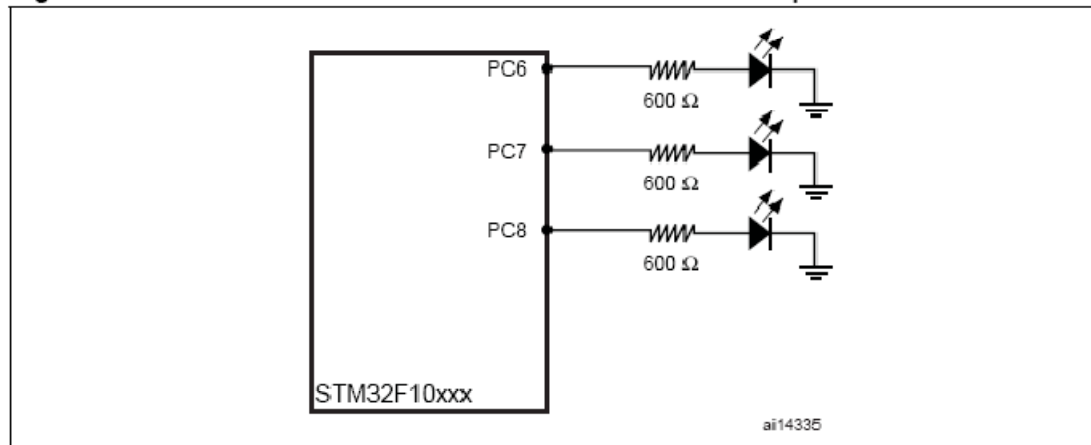 PC6
600 Ω
PC7
600 Ω
PC8
600 Ω
STM32F10xxx
ai14335